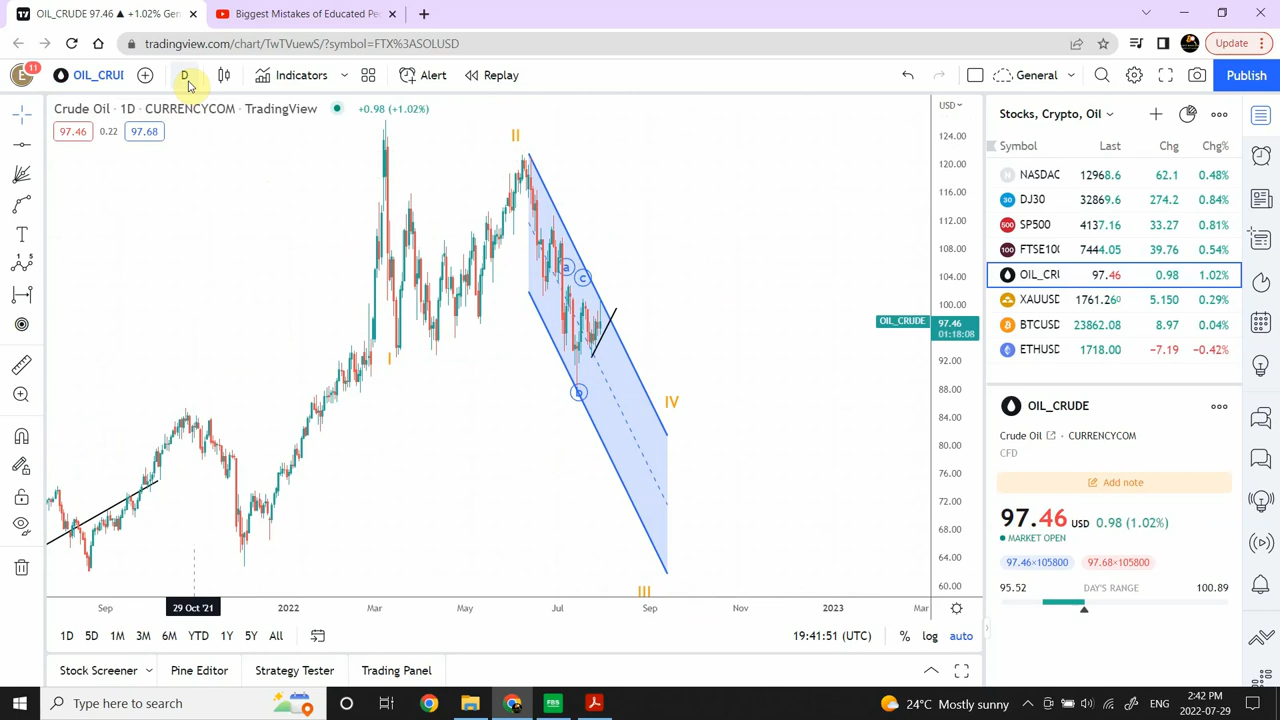 OIL_CRUDE 97.46 ▲ +1.02% Gen
Biggest Mistakes of Educated Pe
tradingview.com/chart/TwTVuewS/?symbol=FTX%3ASOLUSD
Update
11
E
OIL_CRUI
D
Indicators
Alert
Replay
General
Publish
Crude Oil · 1D · CURRENCYCOM · TradingView
+0.98 (+1.02%)
97.46
0.22
97.68
USD
124.00
120.00
116.00
112.00
108.00
104.00
100.00
OIL_CRUDE
97.46
01:18:08
92.00
88.00
84.00
80.00
76.00
72.00
68.00
64.00
60.00
II
I
a
c
b
IV
III
Sep
29 Oct '21
2022
Mar
May
Jul
Sep
Nov
2023
Mar
1D
5D
1M
3M
6M
YTD
1Y
5Y
All
19:41:51 (UTC)
%
log
auto
Stock Screener
Pine Editor
Strategy Tester
Trading Panel
Stocks, Crypto, Oil
Symbol
Last
Chg
Chg%
NASDAC 12968.6 62.1 0.48%
DJ30 32869.6 274.2 0.84%
SP500 4137.16 33.27 0.81%
FTSE100 7444.05 39.76 0.54%
OIL_CRU 97.46 0.98 1.02%
XAUUSD 1761.260 5.150 0.29%
BTCUSD 23862.08 8.97 0.04%
ETHUSD 1718.00 −7.19 −0.42%
OIL_CRUDE
Crude Oil · CURRENCYCOM
CFD
Add note
97.46 USD 0.98 (1.02%)
MARKET OPEN
97.46×105800
97.68×105800
95.52
DAY'S RANGE
100.89
Type here to search
FBS
24°C Mostly sunny
2:42 PM
2022-07-29